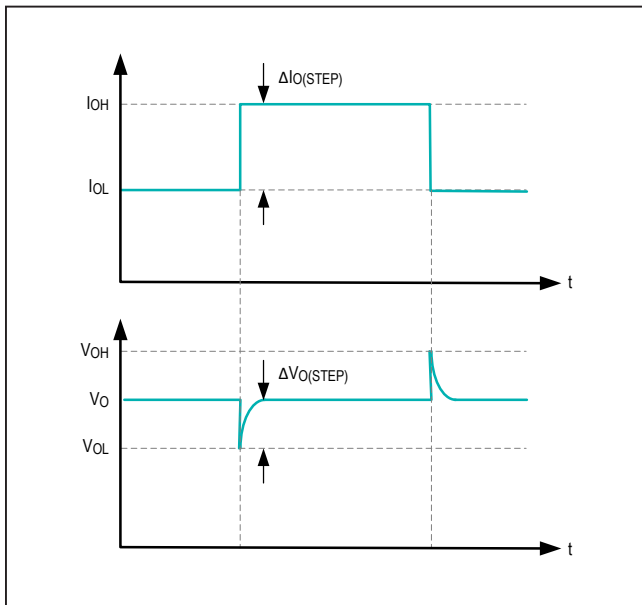 ΔIO(STEP)
IOH
IOL
t
VOH
ΔVO(STEP)
VO
VOL
t